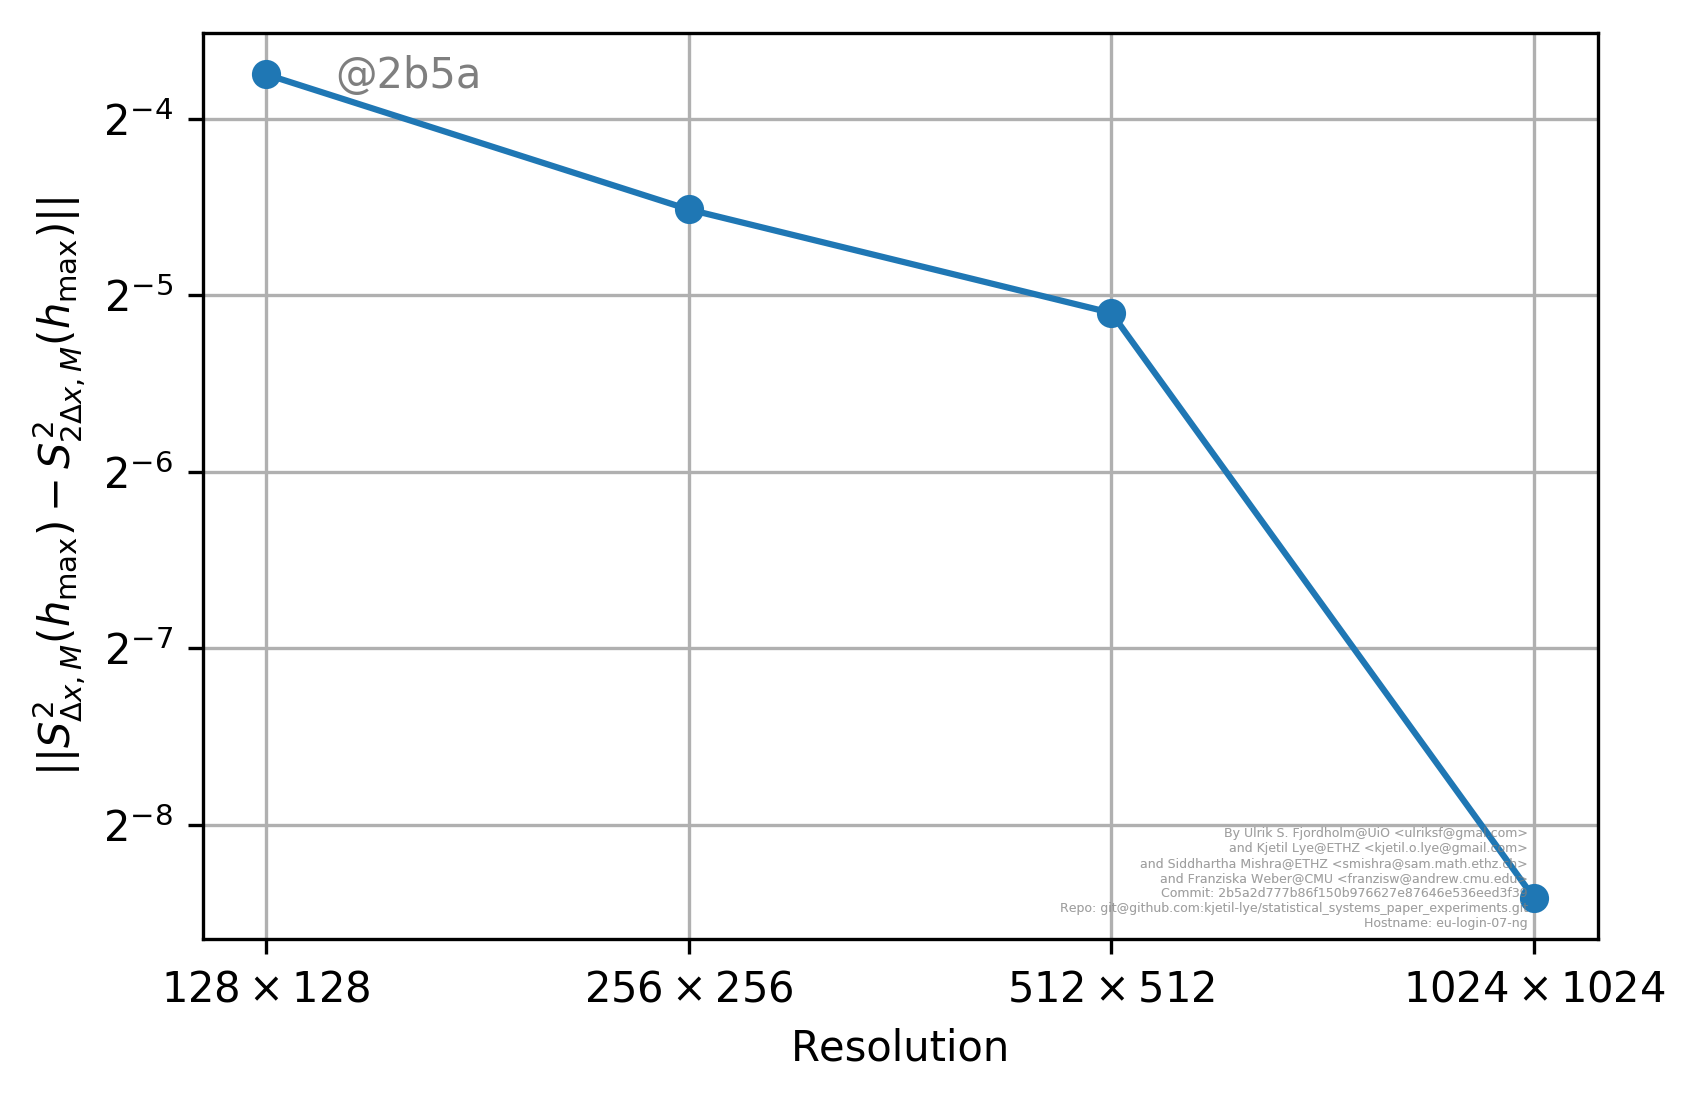 @2b5a
2⁻⁴
2⁻⁵
2⁻⁶
2⁻⁷
2⁻⁸
||S²_{Δx, M}(h_max) − S²_{2Δx, M}(h_max)||
By Ulrik S. Fjordholm@UiO <ulriksf@gmail.com>
and Kjetil Lye@ETHZ <kjetil.o.lye@gmail.com>
and Siddhartha Mishra@ETHZ <smishra@sam.math.ethz.ch>
and Franziska Weber@CMU <franzisw@andrew.cmu.edu>
Commit:
Repo: git@github.com:kjetil-lye/statistical_systems_paper_experiments.git
Hostname: eu-login-07-ng
128 × 128 256 × 256 512 × 512 1024 × 1024
Resolution